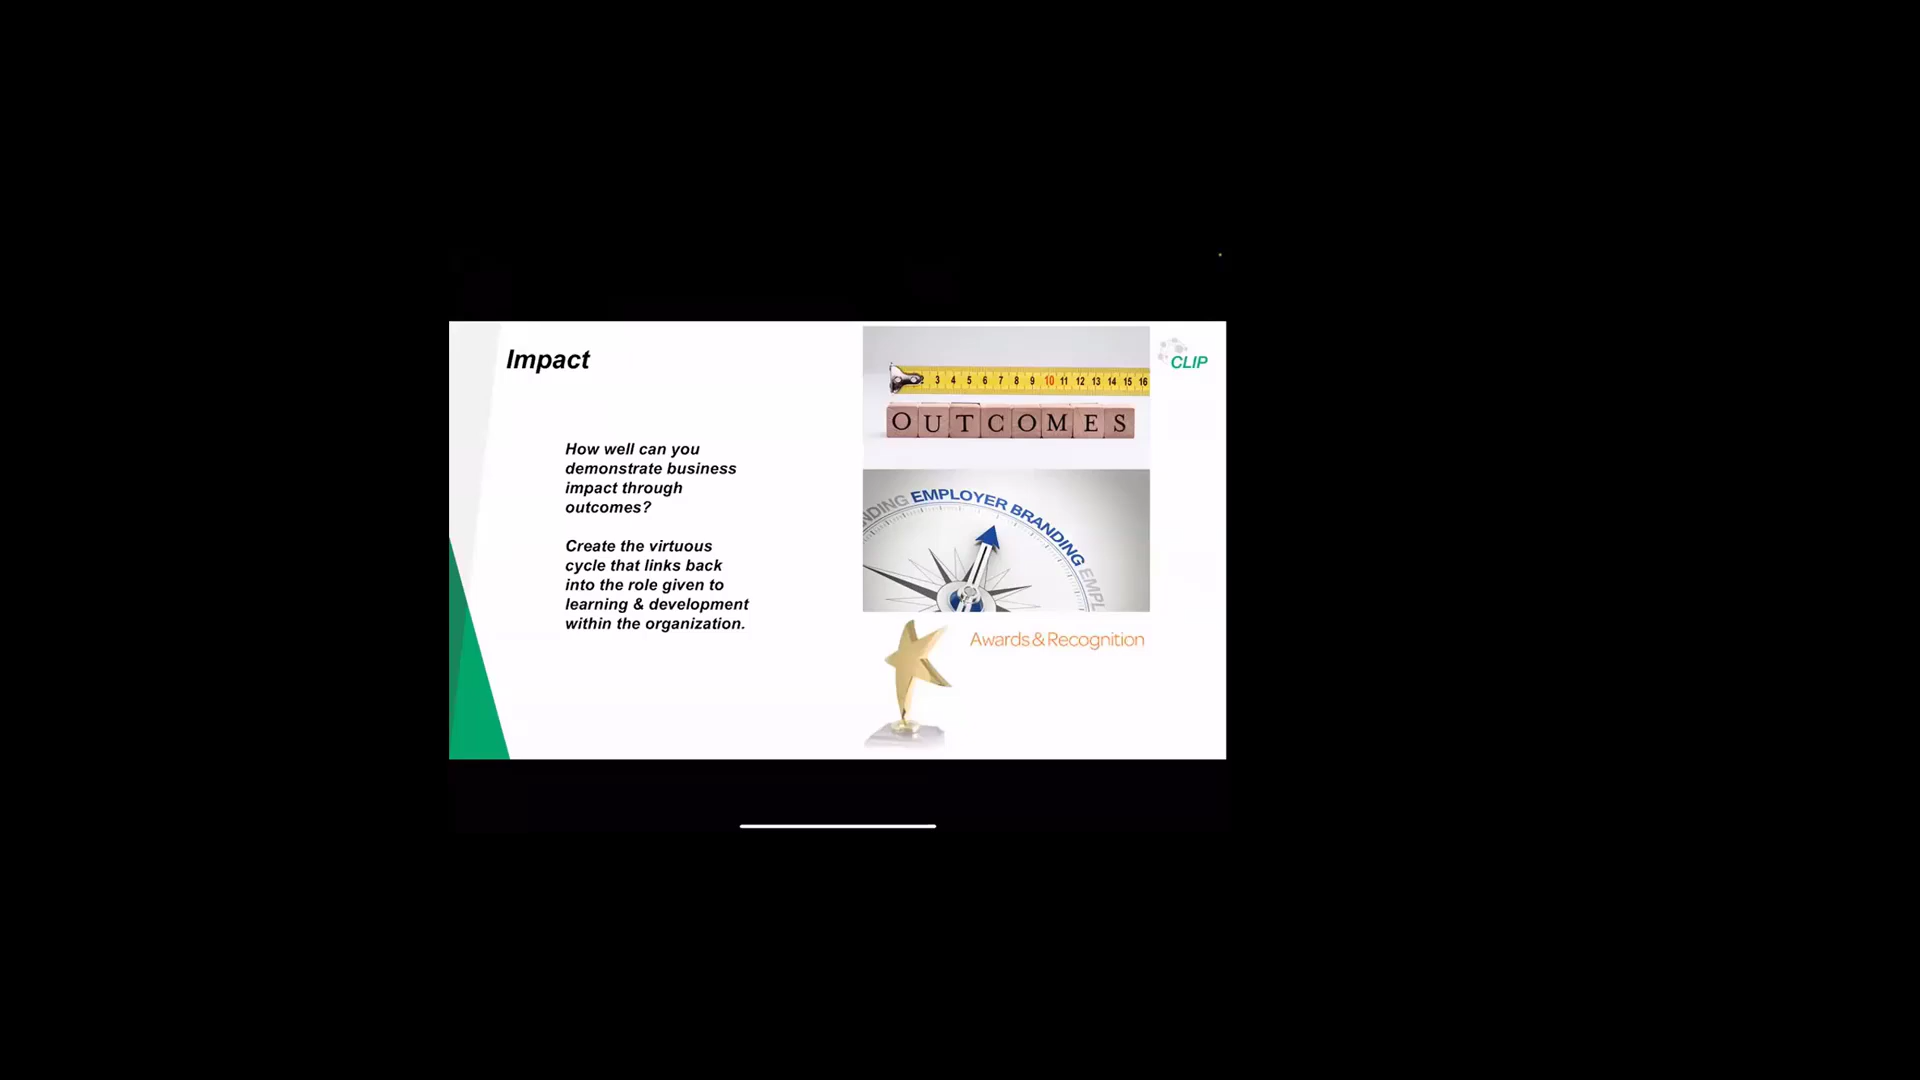 Impact
How well can you
demonstrate business
impact through
outcomes?
Create the virtuous
cycle that links back
into the role given to
learning & development
within the organization.
3 4 5 6 7 8 9 10 11 12 13 14 15 16
OUTCOMES
NDING EMPLOYER BRANDING EMPL
Awards & Recognition
CLIP